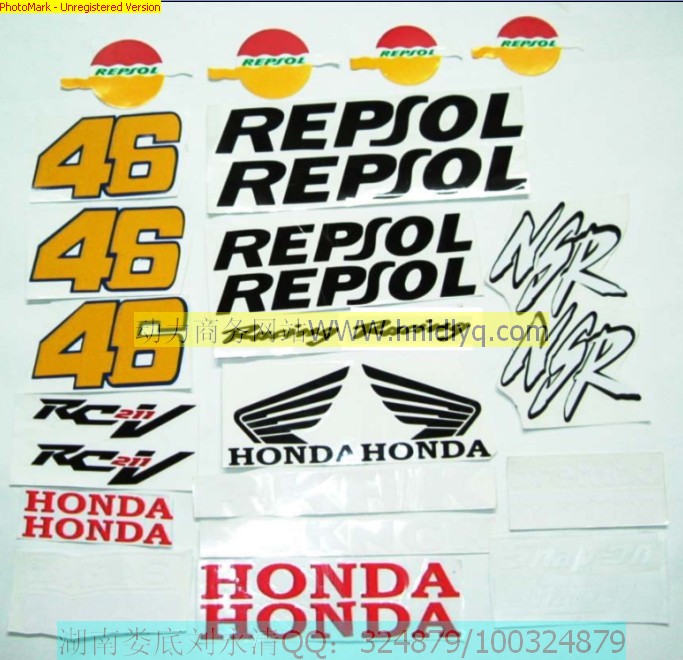 PhotoMark - Unregistered Version
REPSOL REPSOL REPSOL REPSOL
46
REPSOL
REPSOL
46
REPSOL
REPSOL
NSR
46
动力商务网站WWW.hnldlyq.com
NSR
RC211V
RC211V
HONDA HONDA
HONDA
HONDA
HONDA
HONDA
湖南娄底刘水清QQ：324879/100324879